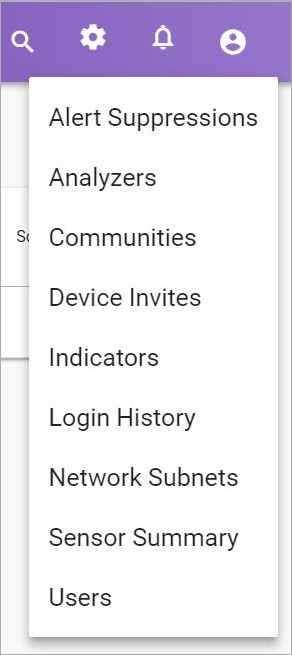 Alert Suppressions
Analyzers
Communities
Device Invites
Indicators
Login History
Network Subnets
Sensor Summary
Users